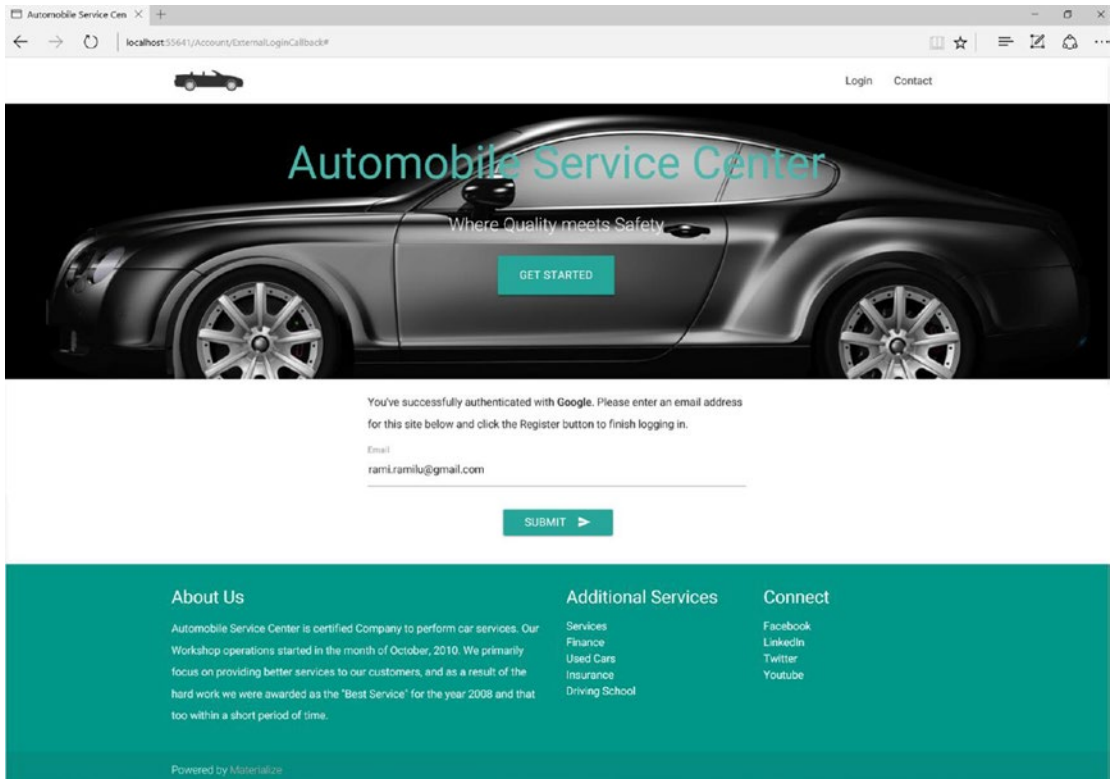 Automobile Service Cen
localhost:55641/Account/ExternalLoginCallback#
Login Contact
Automobile Service Center
Where Quality meets Safety
GET STARTED
You've successfully authenticated with Google. Please enter an email address
for this site below and click the Register button to finish logging in.
Email
rami.ramilu@gmail.com
SUBMIT
About Us
Automobile Service Center is certified Company to perform car services. Our
Workshop operations started in the month of October, 2010. We primarily
focus on providing better services to our customers, and as a result of the
hard work we were awarded as the "Best Service" for the year 2008 and that
too within a short period of time.
Additional Services
Services
Finance
Used Cars
Insurance
Driving School
Connect
Facebook
LinkedIn
Twitter
Youtube
Powered by Materialize